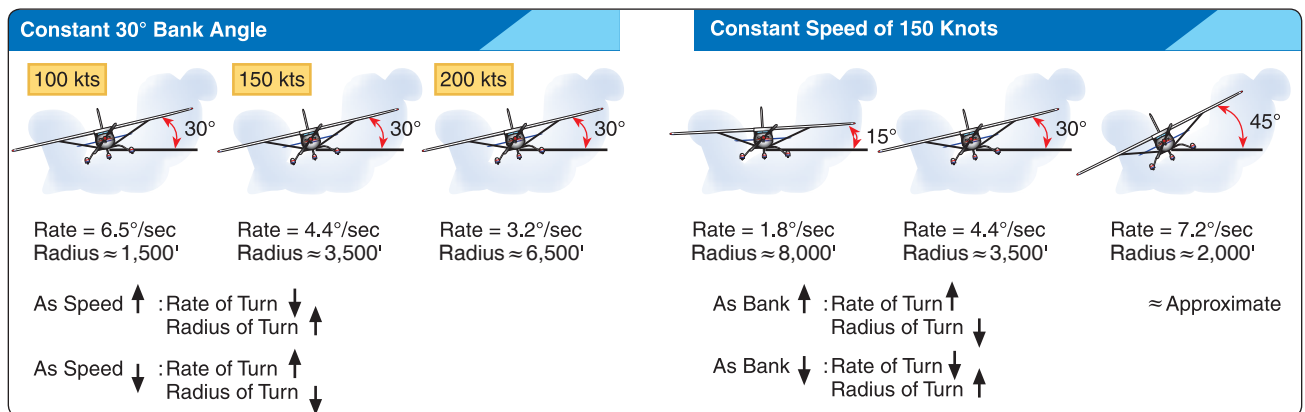 Constant 30° Bank Angle
100 kts
150 kts
200 kts
30°
30°
30°
Rate = 6.5°/sec
Radius ≈ 1,500'
Rate = 4.4°/sec
Radius ≈ 3,500'
Rate = 3.2°/sec
Radius ≈ 6,500'
As Speed ↑ : Rate of Turn ↓
Radius of Turn ↑
As Speed ↓ : Rate of Turn ↑
Radius of Turn ↓
Constant Speed of 150 Knots
15°
30°
45°
Rate = 1.8°/sec
Radius ≈ 8,000'
Rate = 4.4°/sec
Radius ≈ 3,500'
Rate = 7.2°/sec
Radius ≈ 2,000'
As Bank ↑ : Rate of Turn ↑
Radius of Turn ↓
As Bank ↓ : Rate of Turn ↓
Radius of Turn ↑
≈ Approximate